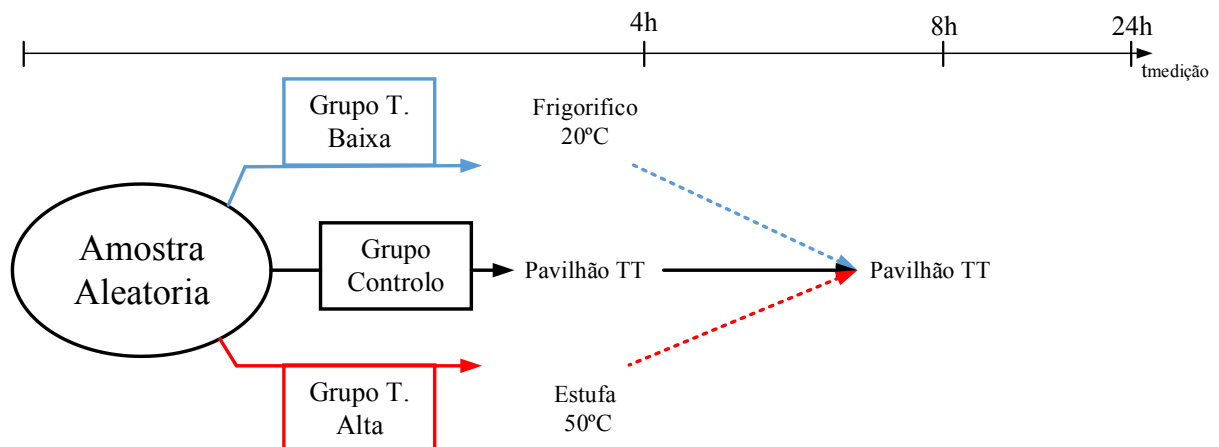 4h
8h
24h
tmedição
Grupo T.
Baixa
Frigorifico
20ºC
Amostra
Aleatoria
Grupo
Controlo
Pavilhão TT
Pavilhão TT
Grupo T.
Alta
Estufa
50ºC